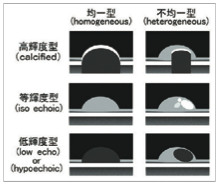 均一型
(homogeneous)
不均一型
(heterogeneous)
高輝度型
(calcified)
等輝度型
(iso echoic)
低輝度型
(low echo)
or
(hypoechoic)